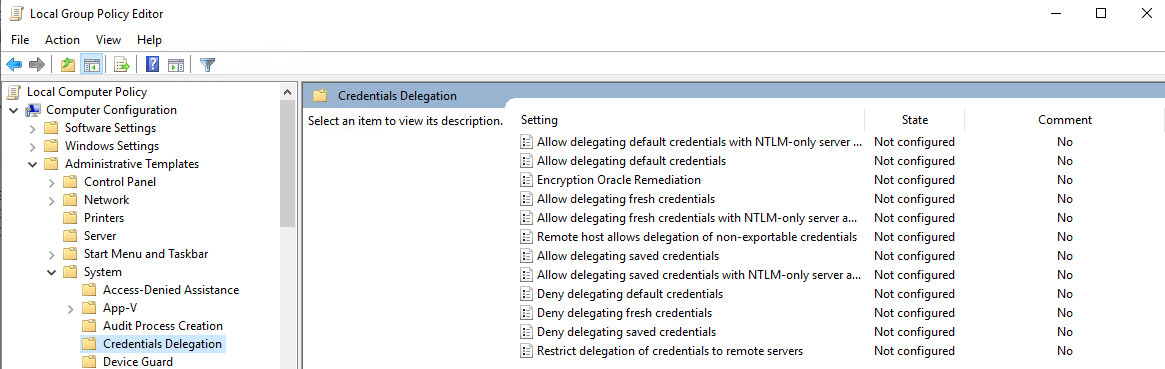 Local Group Policy Editor
File Action View Help
Local Computer Policy
Computer Configuration
Software Settings
Windows Settings
Administrative Templates
Control Panel
Network
Printers
Server
Start Menu and Taskbar
System
Access-Denied Assistance
App-V
Audit Process Creation
Credentials Delegation
Device Guard
Credentials Delegation
Select an item to view its description.
Setting State Comment
Allow delegating default credentials with NTLM-only server ... Not configured No
Allow delegating default credentials Not configured No
Encryption Oracle Remediation Not configured No
Allow delegating fresh credentials Not configured No
Allow delegating fresh credentials with NTLM-only server a... Not configured No
Remote host allows delegation of non-exportable credentials Not configured No
Allow delegating saved credentials Not configured No
Allow delegating saved credentials with NTLM-only server a... Not configured No
Deny delegating default credentials Not configured No
Deny delegating fresh credentials Not configured No
Deny delegating saved credentials Not configured No
Restrict delegation of credentials to remote servers Not configured No